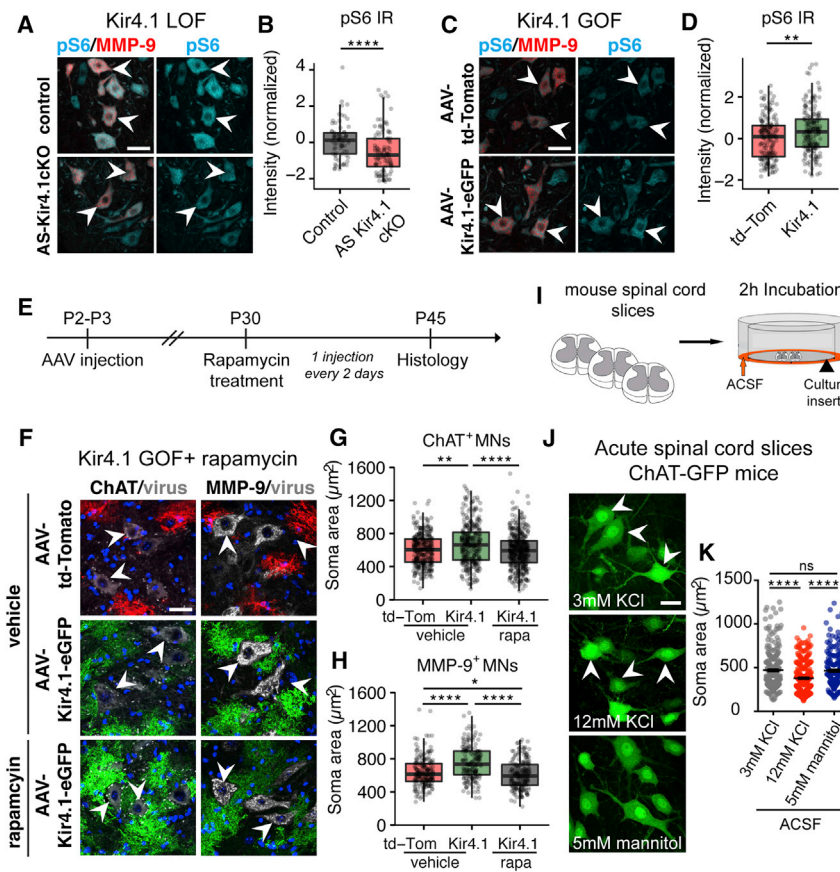 A
Kir4.1 LOF
pS6/MMP-9 pS6
control
AS-Kir4.1cKO
B
pS6 IR
****
Intensity (normalized)
4
2
0
−2
Control
AS Kir4.1
cKO
C
Kir4.1 GOF
pS6/MMP-9 pS6
AAV-
td-Tomato
AAV-
Kir4.1-eGFP
D
pS6 IR
**
Intensity (normalized)
4
2
0
−2
td−Tom
Kir4.1
E
P2-P3 P30 P45
AAV injection
Rapamycin
treatment
1 injection
every 2 days
Histology
I
mouse spinal cord
slices
2h Incubation
ACSF
Cultur
insert
F
Kir4.1 GOF+ rapamycin
ChAT/virus MMP-9/virus
vehicle
AAV-
td-Tomato
AAV-
Kir4.1-eGFP
rapamcyin
AAV-
Kir4.1-eGFP
G
ChAT+MNs
** ****
Soma area (µm²)
1600
1200
800
400
0
td−Tom Kir4.1 Kir4.1
vehicle rapa
H
MMP-9+MNs
*
**** ****
Soma area (µm²)
1600
1200
800
400
0
td−Tom Kir4.1 Kir4.1
vehicle rapa
J
Acute spinal cord slices
ChAT-GFP mice
3mM KCl
12mM KCl
5mM mannitol
K
ns
**** ****
Soma area (µm²)
1500
1000
500
0
3mM KCl
12mM KCl
5mM mannitol
ACSF